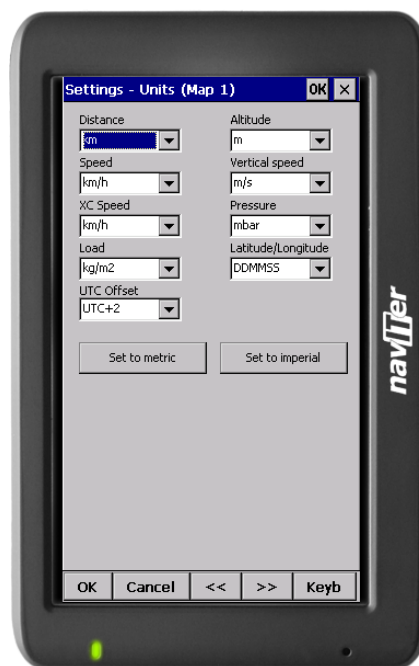 Settings - Units (Map 1) OK ×
Distance Altitude
km m
Speed Vertical speed
km/h m/s
XC Speed Pressure
km/h mbar
Load Latitude/Longitude
kg/m2 DDMMSS
UTC Offset
UTC+2
Set to metric Set to imperial
OK Cancel << >> Keyb
naviter